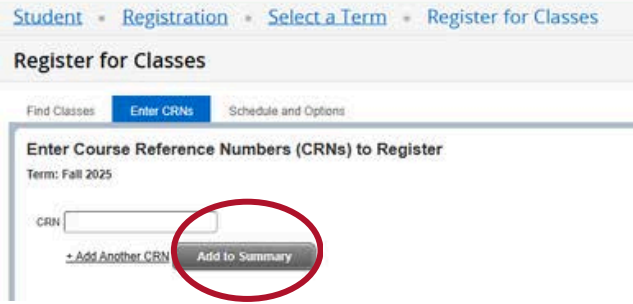 Student • Registration • Select a Term • Register for Classes
Register for Classes
Find Classes Enter CRNs Schedule and Options
Enter Course Reference Numbers (CRNs) to Register
Term: Fall 2025
CRN
+ Add Another CRN Add to Summary